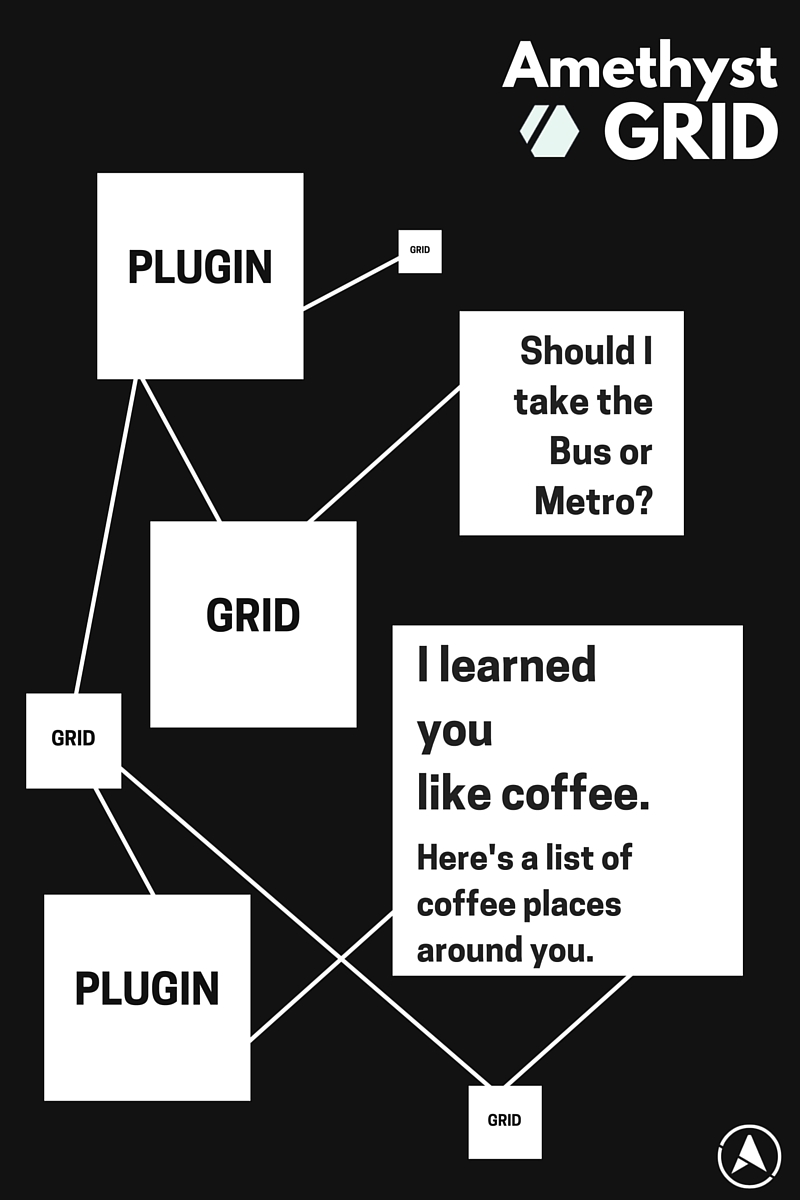 Amethyst
GRID
PLUGIN
GRID
Should I
take the
Bus or
Metro?
GRID
I learned
you
like coffee.
Here's a list of
coffee places
around you.
GRID
PLUGIN
GRID